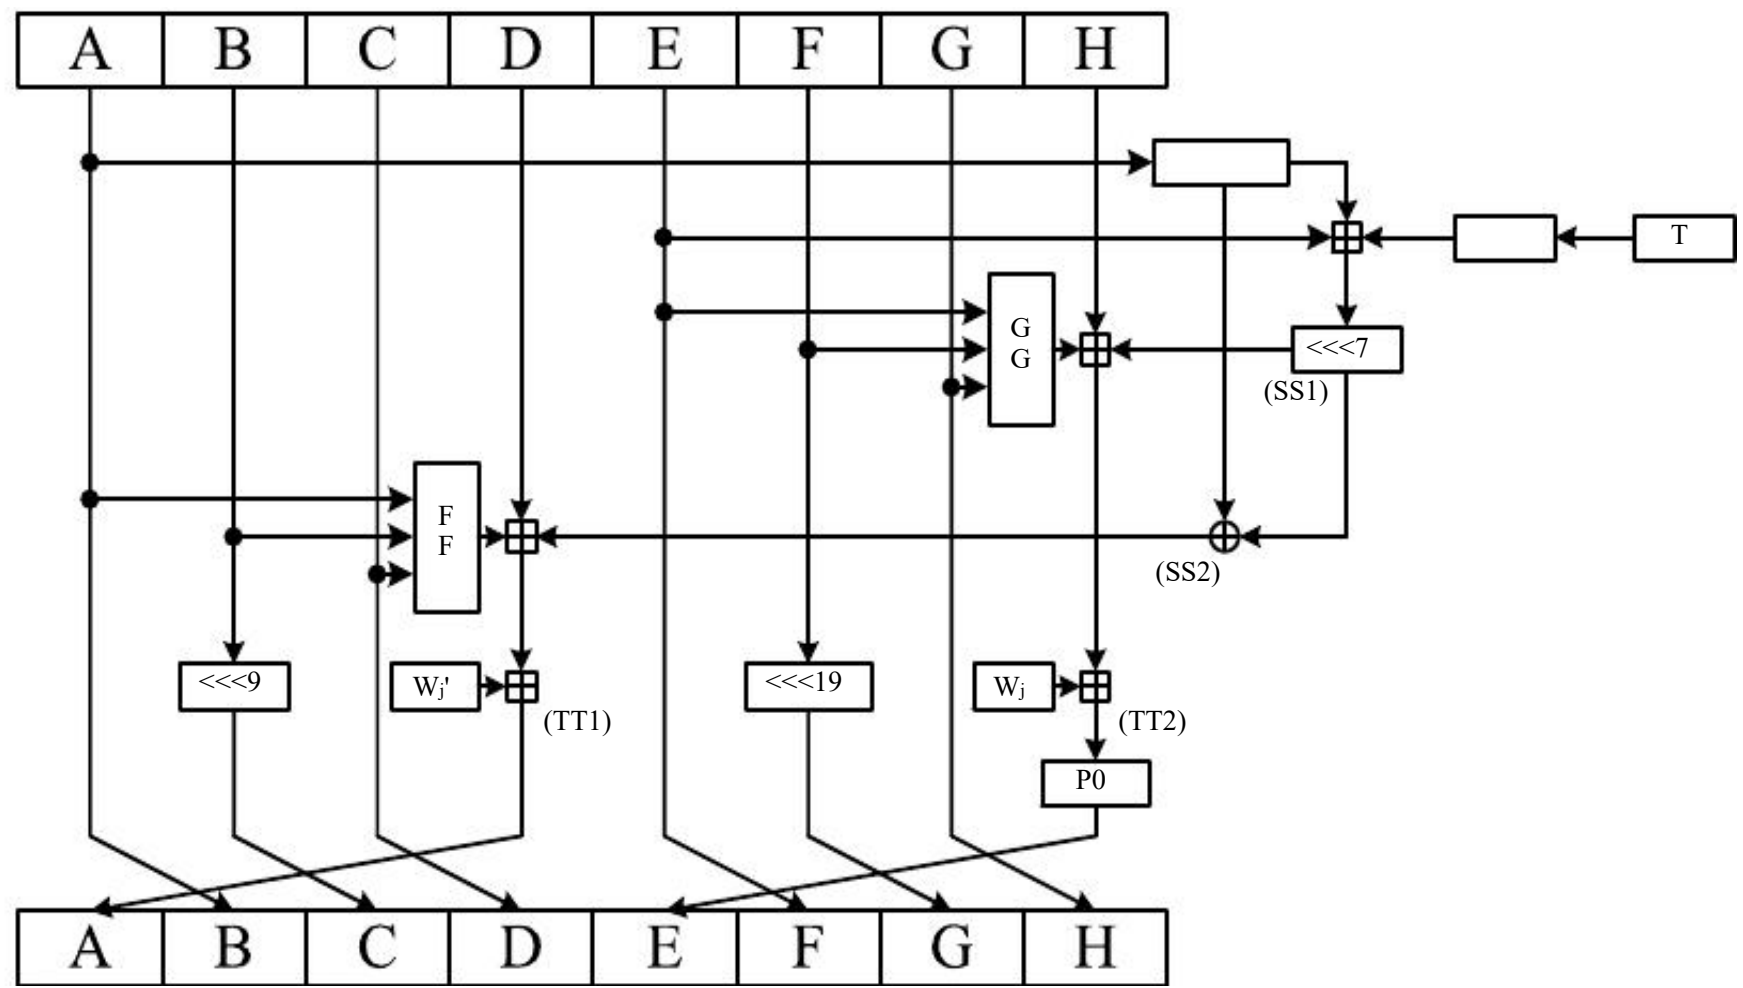 A B C D E F G H
T
G
G
<<<7
(SS1)
F
F
(SS2)
<<<9
Wj'
<<<19
Wj
(TT1)
(TT2)
P0
A B C D E F G H